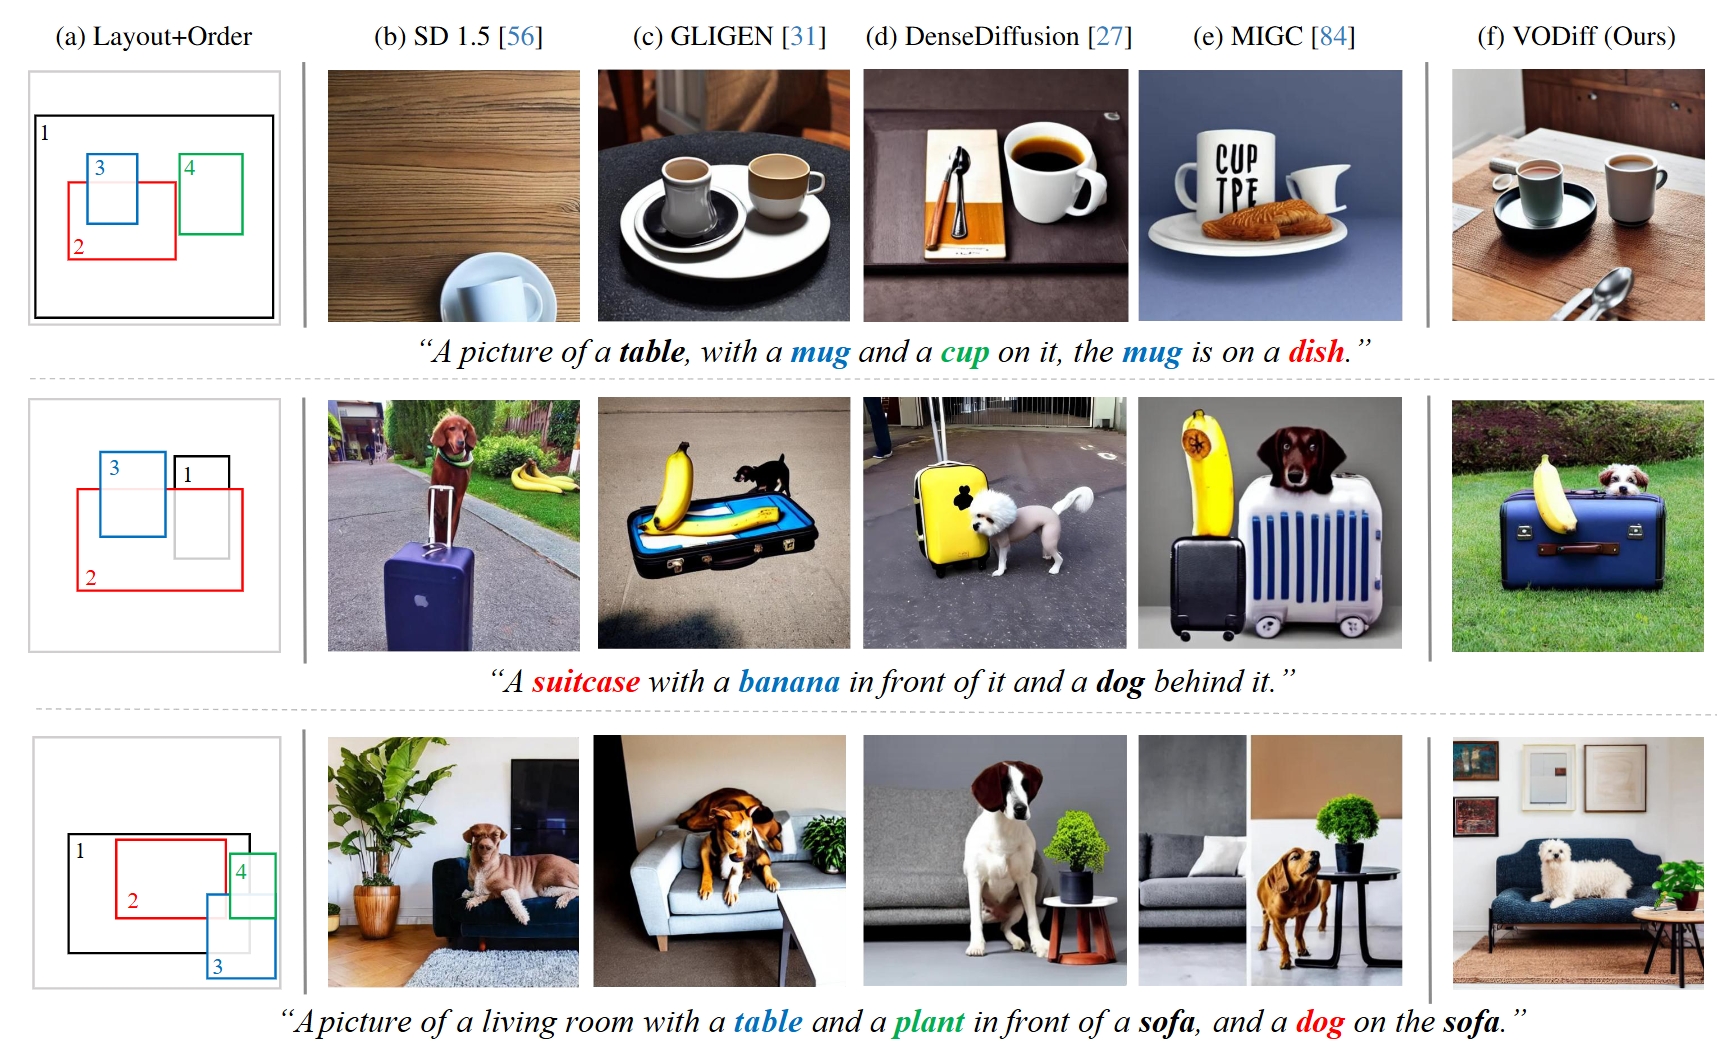 (a) Layout+Order (b) SD 1.5 [56] (c) GLIGEN [31] (d) DenseDiffusion [27] (e) MIGC [84] (f) VODiff (Ours)
1
3
4
2
CUP
TPE
“A picture of a table, with a mug and a cup on it, the mug is on a dish.”
3
1
2
“A suitcase with a banana in front of it and a dog behind it.”
1
4
2
3
“A picture of a living room with a table and a plant in front of a sofa, and a dog on the sofa.”